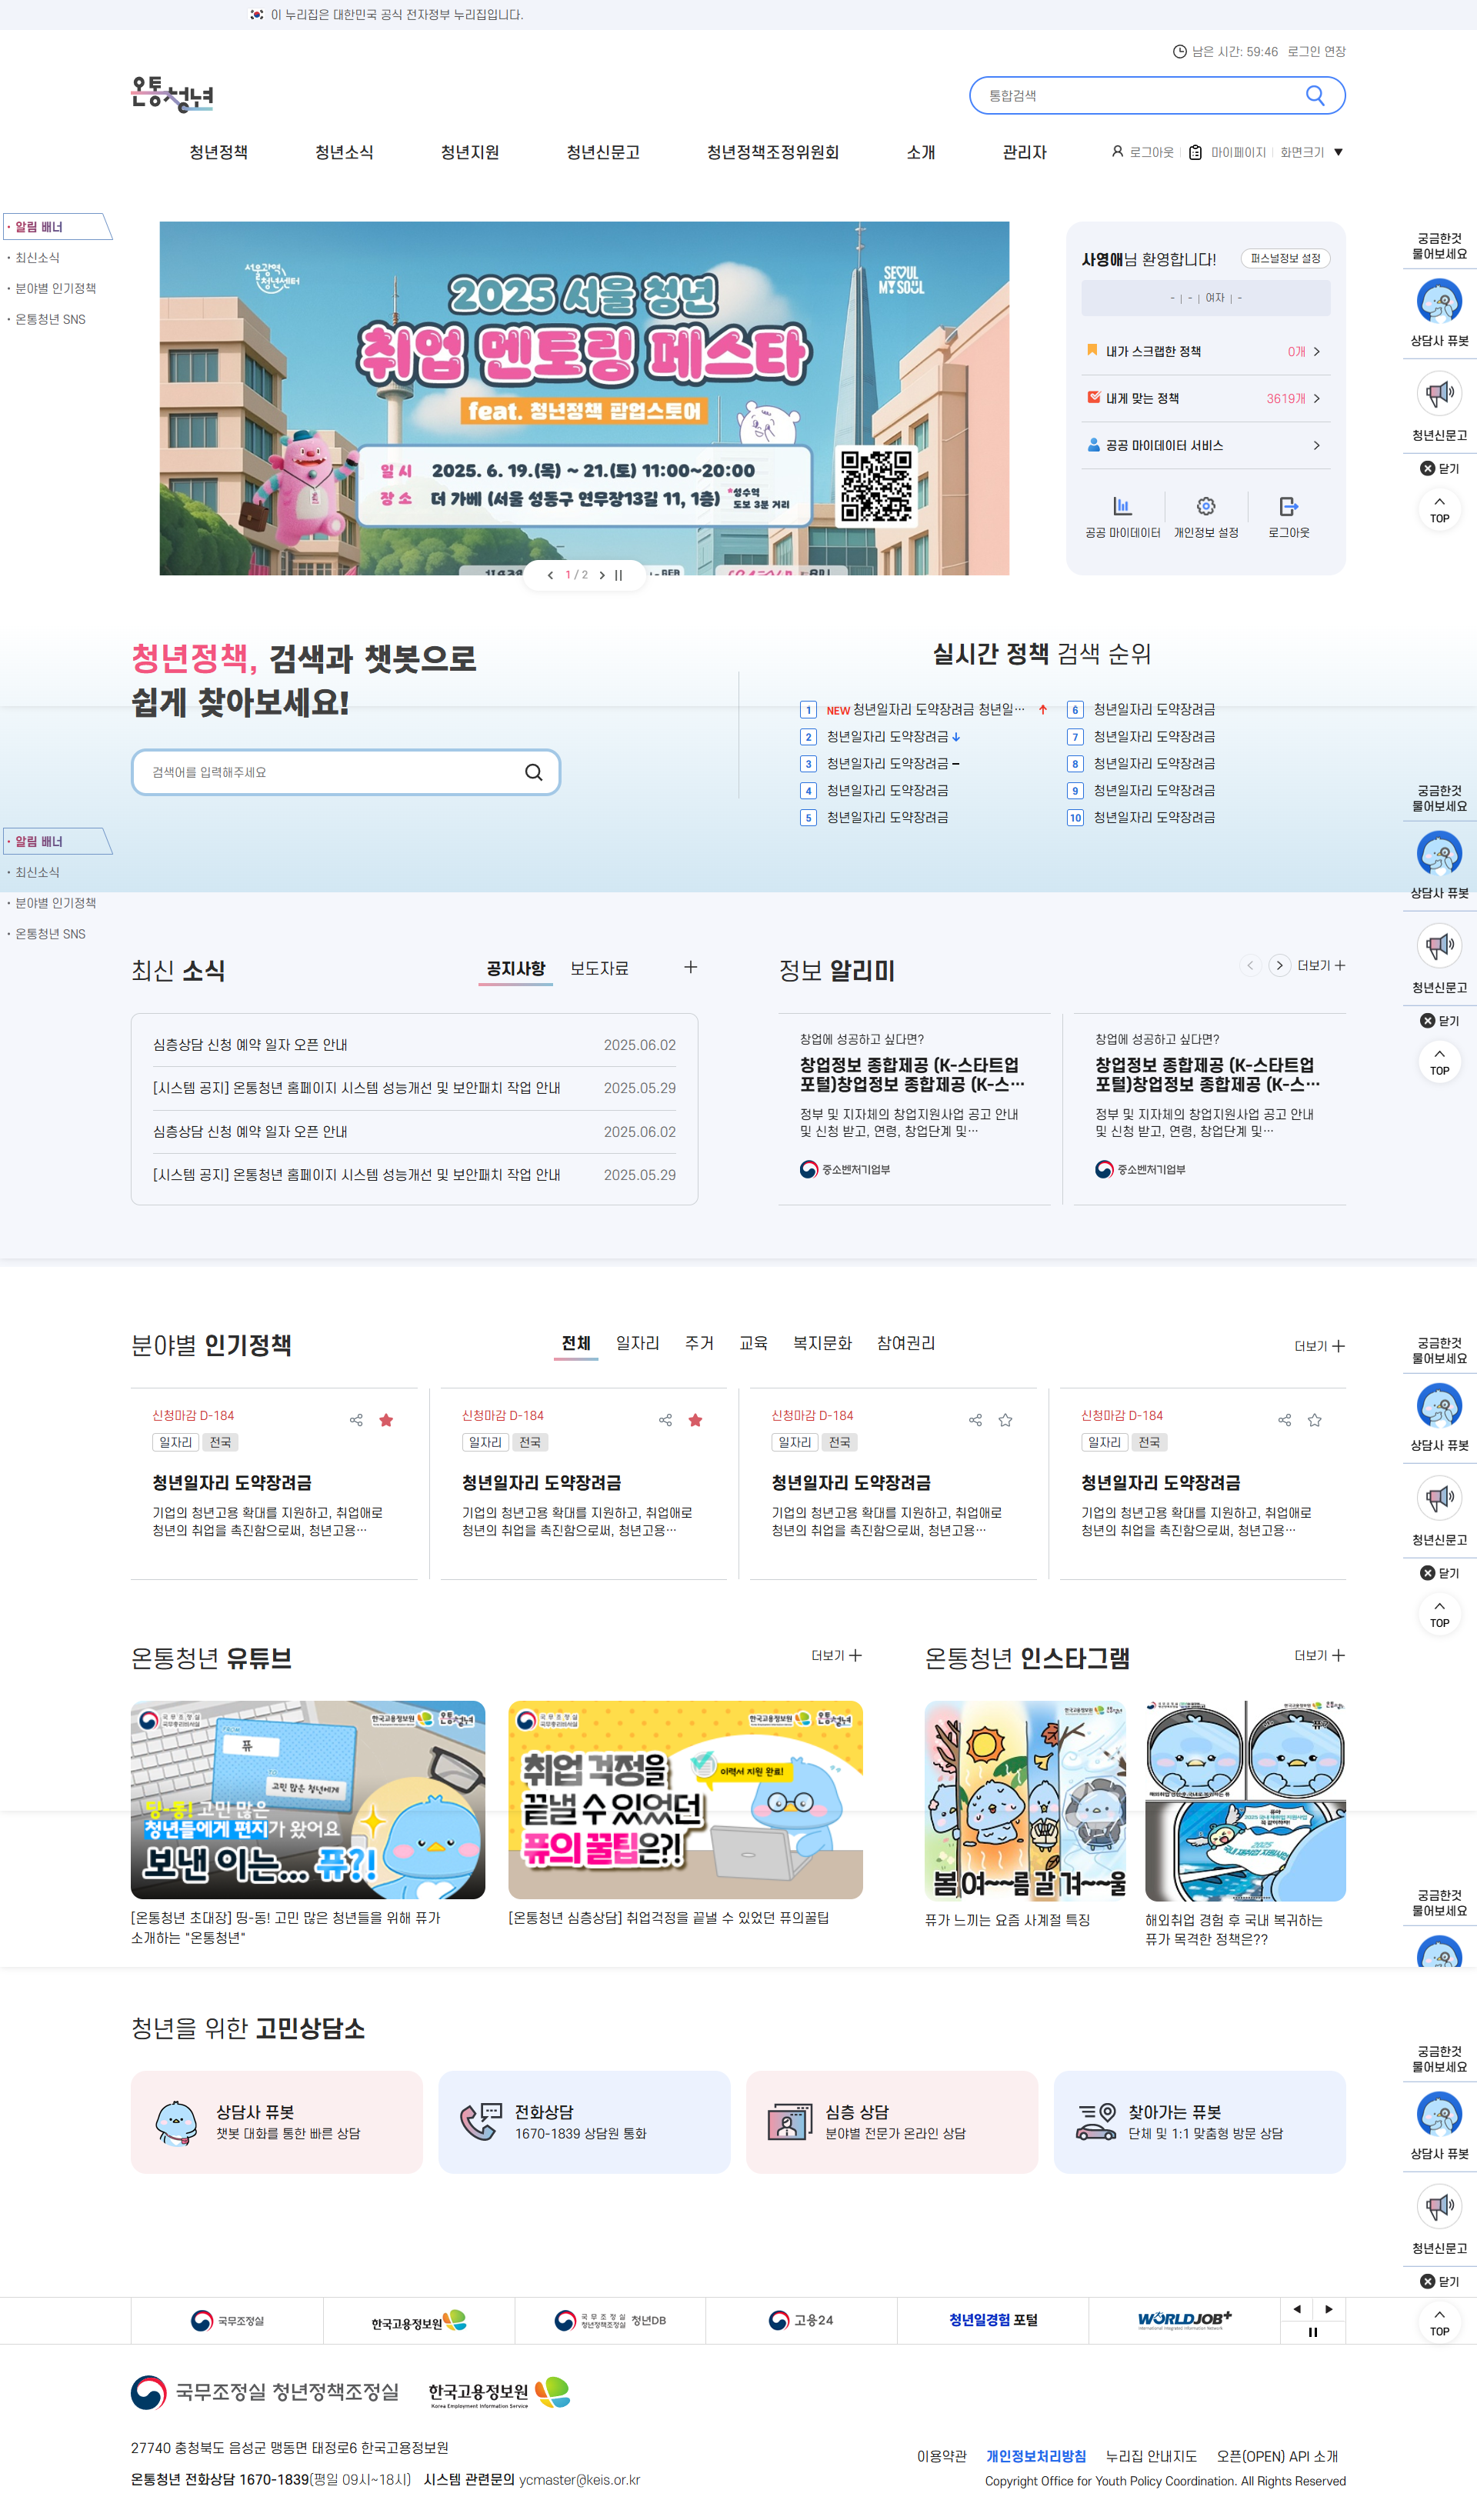 이 누리집은 대한민국 공식 전자정부 누리집입니다.
남은 시간: 59:46 로그인 연장
온통청년
통합검색
청년정책 청년소식 청년지원 청년신문고 청년정책조정위원회 소개 관리자
로그아웃 마이페이지 화면크기
알림 배너
최신소식
분야별 인기정책
온통청년 SNS
서울광역
청년센터
SEOUL
MY SOUL
2025 서울 청년
취업 멘토링 페스타
feat. 청년정책 팝업스토어
일시 2025. 6. 19.(목) ~ 21.(토) 11:00~20:00
장소 더 가베 (서울 성동구 연무장13길 11, 1층) *성수역
도보 3분 거리
1 / 2
사영애님 환영합니다!
퍼스널정보 설정
- | - | 여자 | -
내가 스크랩한 정책 0개
내게 맞는 정책 3619개
공공 마이데이터 서비스
공공 마이데이터 개인정보 설정 로그아웃
궁금한것
물어보세요
상담사 퓨봇
청년신문고
닫기
TOP
청년정책, 검색과 챗봇으로
쉽게 찾아보세요!
검색어를 입력해주세요
실시간 정책 검색 순위
1 NEW 청년일자리 도약장려금 청년일…
2 청년일자리 도약장려금
3 청년일자리 도약장려금
4 청년일자리 도약장려금
5 청년일자리 도약장려금
6 청년일자리 도약장려금
7 청년일자리 도약장려금
8 청년일자리 도약장려금
9 청년일자리 도약장려금
10 청년일자리 도약장려금
알림 배너
최신소식
분야별 인기정책
온통청년 SNS
궁금한것
물어보세요
상담사 퓨봇
청년신문고
닫기
TOP
최신 소식
공지사항 보도자료
심층상담 신청 예약 일자 오픈 안내 2025.06.02
[시스템 공지] 온통청년 홈페이지 시스템 성능개선 및 보안패치 작업 안내 2025.05.29
심층상담 신청 예약 일자 오픈 안내 2025.06.02
[시스템 공지] 온통청년 홈페이지 시스템 성능개선 및 보안패치 작업 안내 2025.05.29
정보 알리미
더보기
창업에 성공하고 싶다면?
창업정보 종합제공 (K-스타트업
포털)창업정보 종합제공 (K-스…
정부 및 지자체의 창업지원사업 공고 안내
및 신청 받고, 연령, 창업단계 및…
중소벤처기업부
창업에 성공하고 싶다면?
창업정보 종합제공 (K-스타트업
포털)창업정보 종합제공 (K-스…
정부 및 지자체의 창업지원사업 공고 안내
및 신청 받고, 연령, 창업단계 및…
중소벤처기업부
분야별 인기정책
전체 일자리 주거 교육 복지문화 참여권리
더보기
신청마감 D-184
일자리 전국
청년일자리 도약장려금
기업의 청년고용 확대를 지원하고, 취업애로
청년의 취업을 촉진함으로써, 청년고용…
신청마감 D-184
일자리 전국
청년일자리 도약장려금
기업의 청년고용 확대를 지원하고, 취업애로
청년의 취업을 촉진함으로써, 청년고용…
신청마감 D-184
일자리 전국
청년일자리 도약장려금
기업의 청년고용 확대를 지원하고, 취업애로
청년의 취업을 촉진함으로써, 청년고용…
신청마감 D-184
일자리 전국
청년일자리 도약장려금
기업의 청년고용 확대를 지원하고, 취업애로
청년의 취업을 촉진함으로써, 청년고용…
궁금한것
물어보세요
상담사 퓨봇
청년신문고
닫기
TOP
온통청년 유튜브
더보기
국무조정실
국무총리비서실
한국고용정보원
온통청년
퓨
고민 많은 청년에게
딩-동! 고민 많은
청년들에게 편지가 왔어요
보낸 이는... 퓨?!
[온통청년 초대장] 띵-동! 고민 많은 청년들을 위해 퓨가
소개하는 "온통청년"
국무조정실
국무총리비서실
한국고용정보원
온통청년
취업 걱정을
끝낼 수 있었던
퓨의 꿀팁은?!
이력서 지원 완료!
[온통청년 심층상담] 취업걱정을 끝낼 수 있었던 퓨의꿀팁
온통청년 인스타그램
더보기
한국고용정보원
봄 여~~름 갈 겨~~울
퓨가 느끼는 요즘 사계절 특징
해외취업 경험 후 국내 복귀하는
퓨가 목격한 정책은??
궁금한것
물어보세요
청년을 위한 고민상담소
상담사 퓨봇
챗봇 대화를 통한 빠른 상담
전화상담
1670-1839 상담원 통화
심층 상담
분야별 전문가 온라인 상담
찾아가는 퓨봇
단체 및 1:1 맞춤형 방문 상담
궁금한것
물어보세요
상담사 퓨봇
청년신문고
닫기
TOP
국무조정실
한국고용정보원
국무조정실
청년정책조정실 청년DB
고용24
청년일경험 포털
WORLDJOB+
국무조정실 청년정책조정실
한국고용정보원
Korea Employment Information Service
27740 충청북도 음성군 맹동면 태정로6 한국고용정보원
온통청년 전화상담 1670-1839(평일 09시~18시) 시스템 관련문의 ycmaster@keis.or.kr
이용약관 개인정보처리방침 누리집 안내지도 오픈(OPEN) API 소개
Copyright Office for Youth Policy Coordination. All Rights Reserved